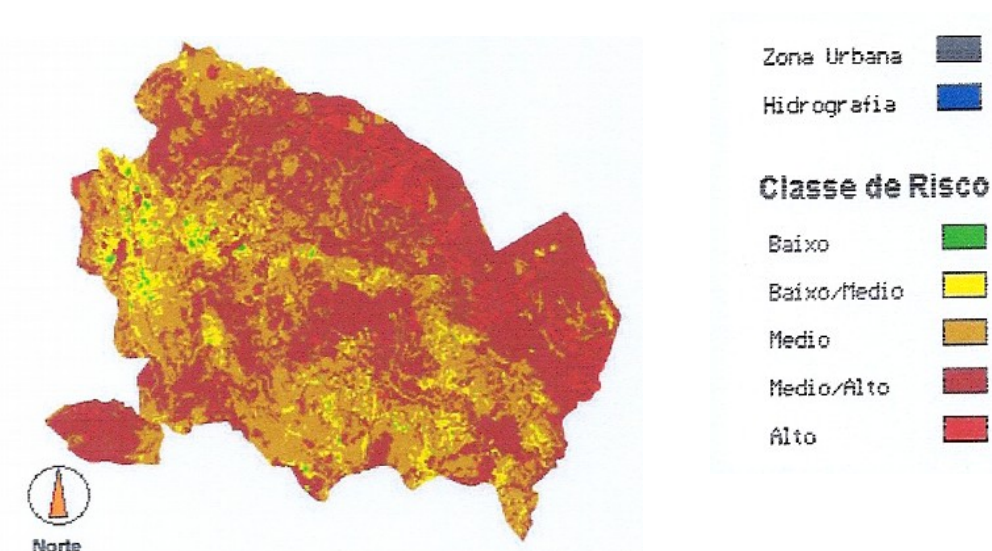 Zona Urbana
Hidrografia
Classe de Risco
Baixo
Baixo/Medio
Medio
Medio/Alto
Alto
Norte